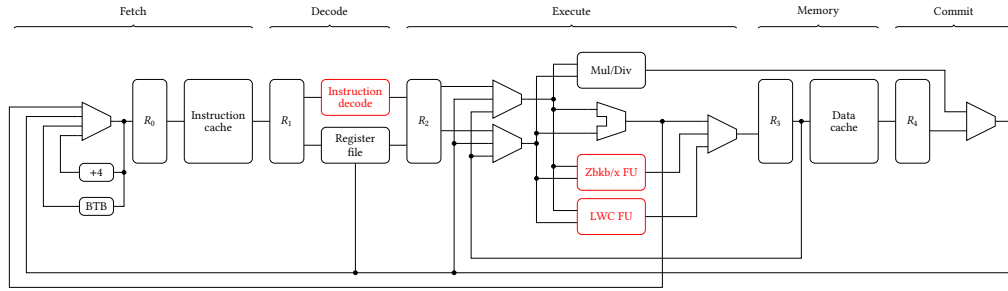 Fetch
Decode
Execute
Memory
Commit
R0
Instruction
cache
R1
Instruction
decode
Register
file
R2
Mul/Div
Zbkb/x FU
LWC FU
R3
Data
cache
R4
+4
BTB